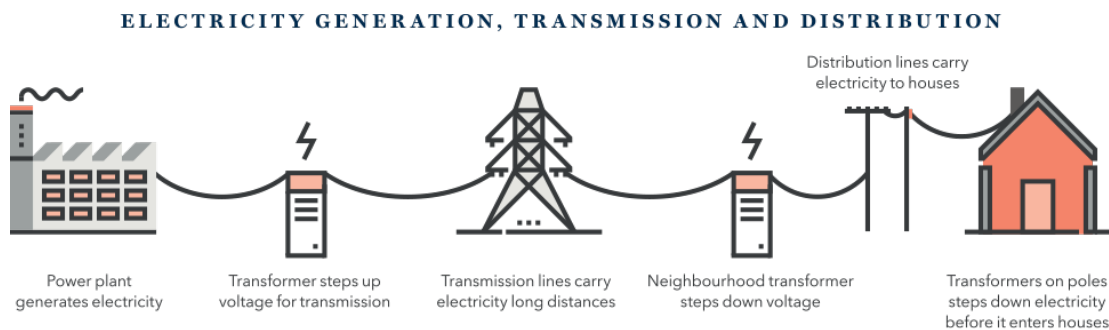 ELECTRICITY GENERATION, TRANSMISSION AND DISTRIBUTION
Distribution lines carry
electricity to houses
Power plant
generates electricity
Transformer steps up
voltage for transmission
Transmission lines carry
electricity long distances
Neighbourhood transformer
steps down voltage
Transformers on poles
steps down electricity
before it enters houses